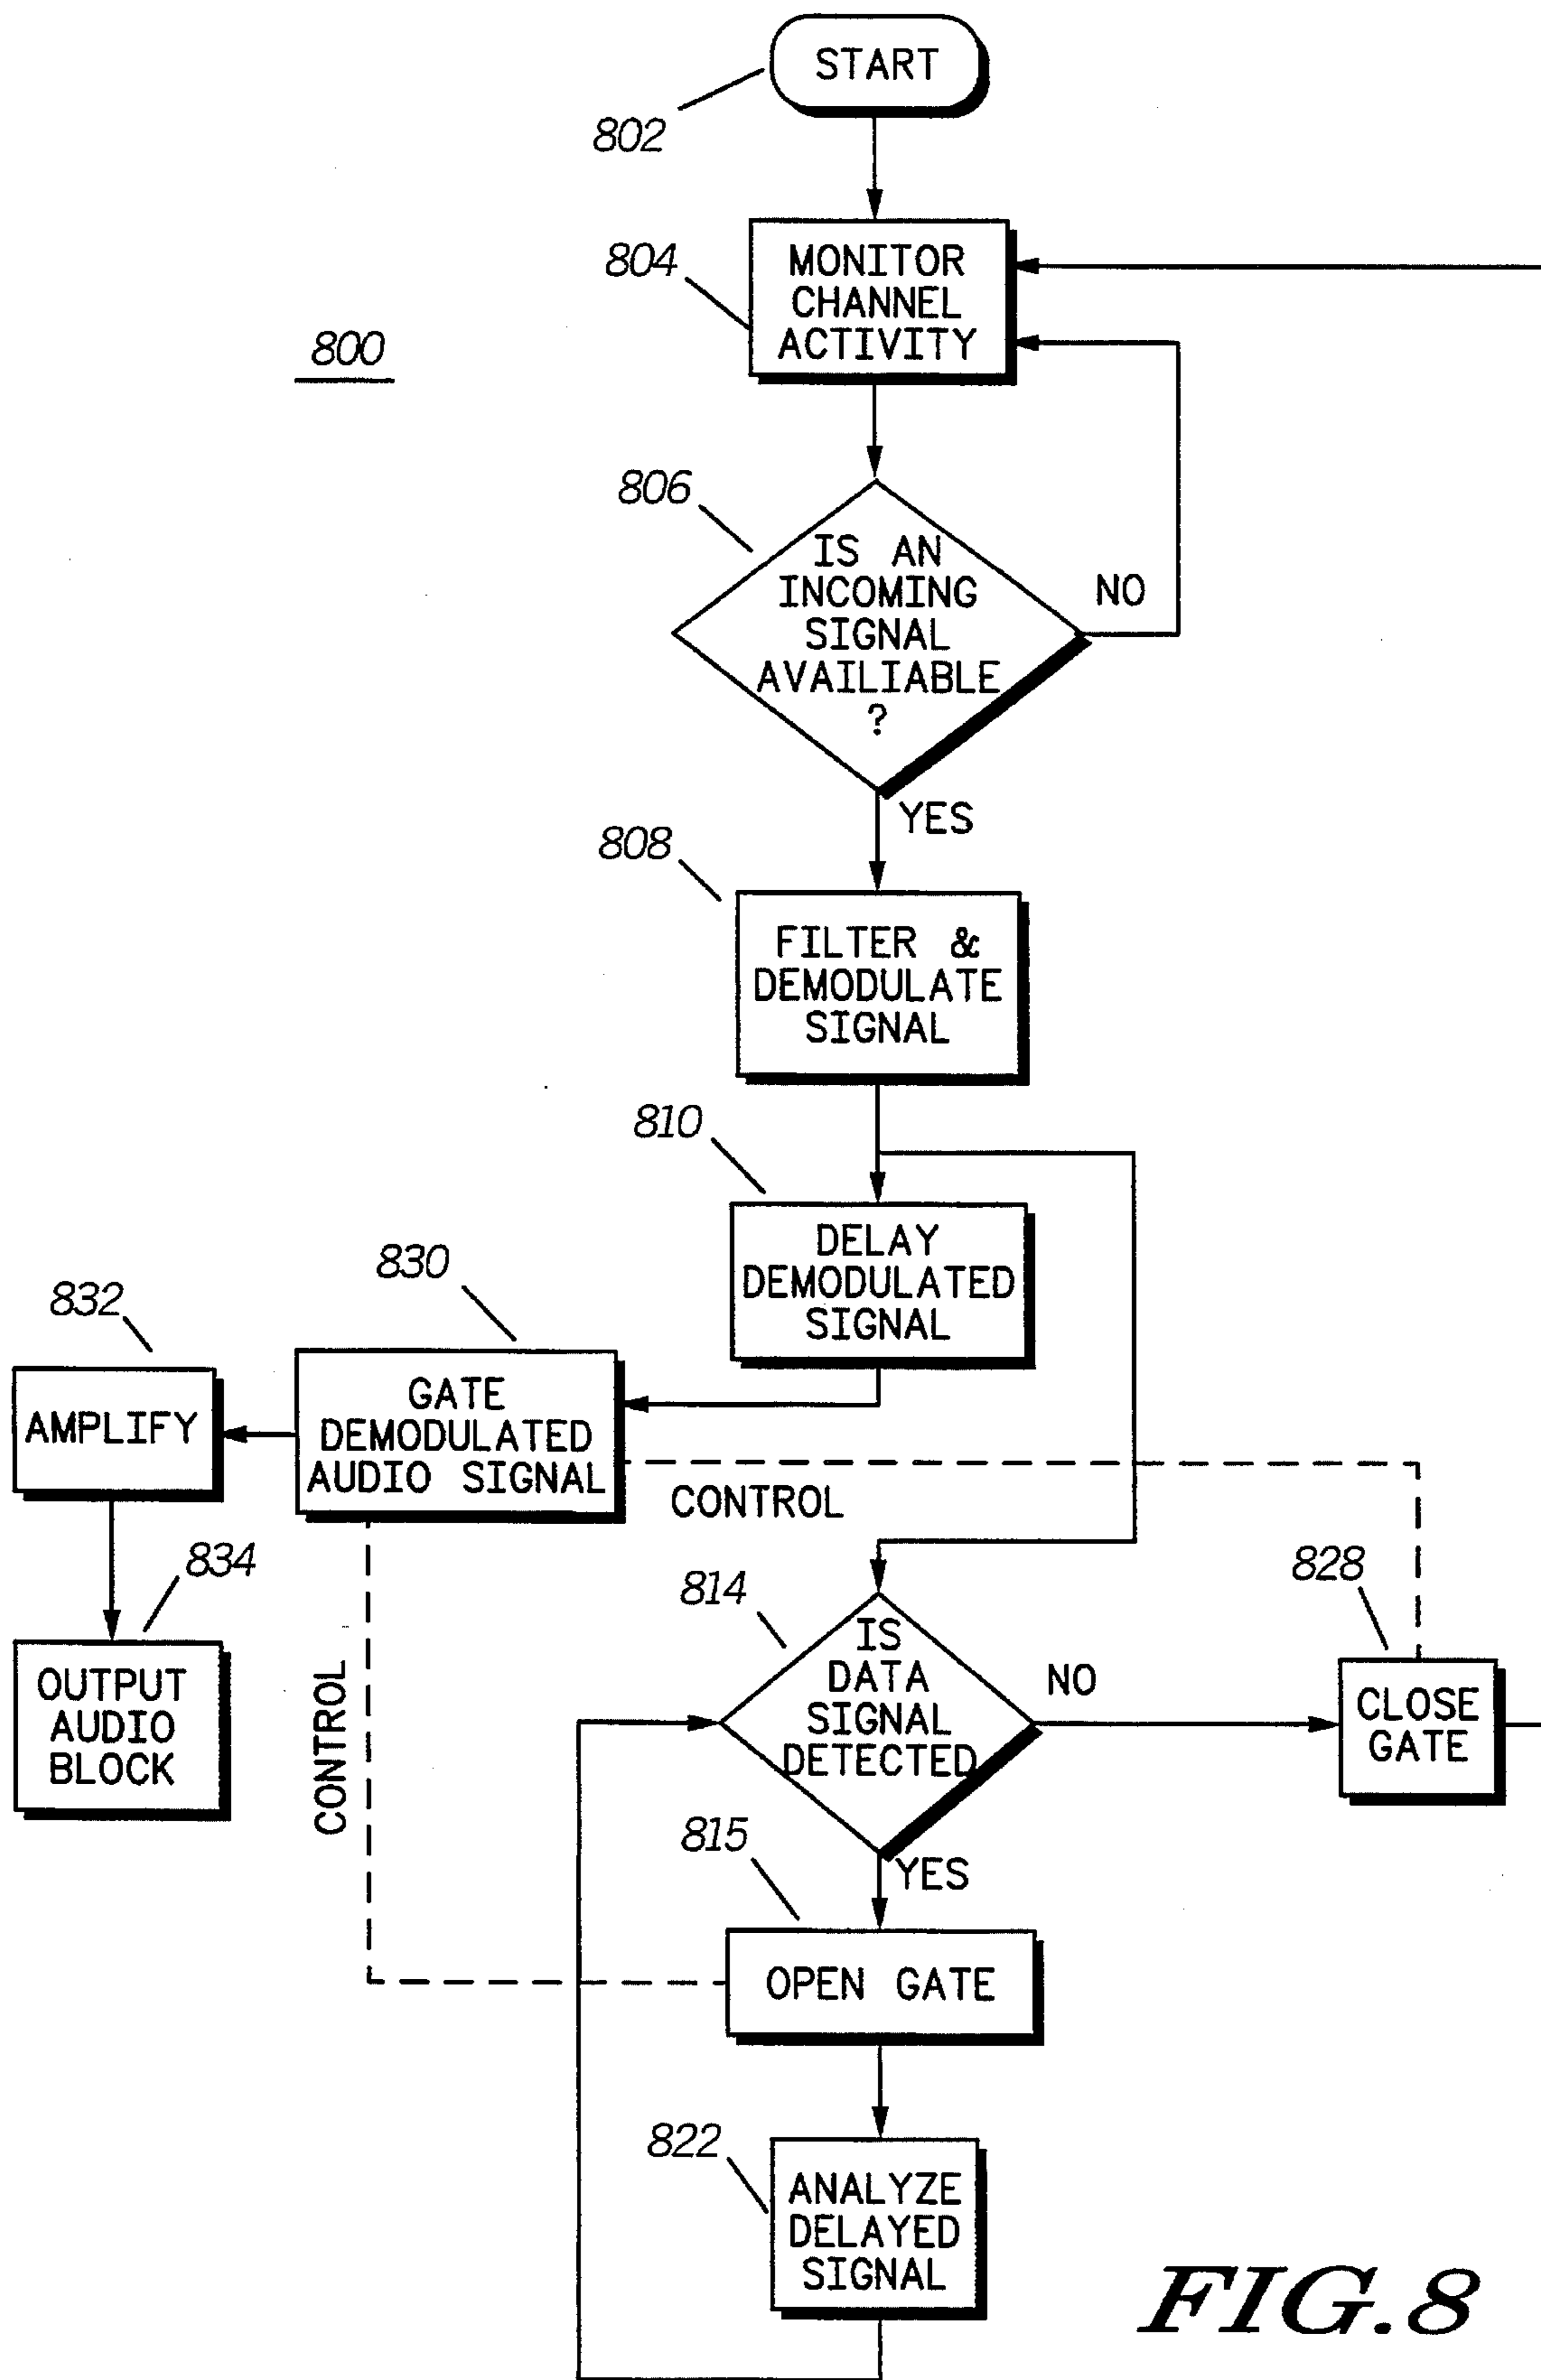 START
802
804
MONITOR
CHANNEL
ACTIVITY
800
806
IS AN
INCOMING
SIGNAL
AVAILIABLE
?
NO
YES
808
FILTER &
DEMODULATE
SIGNAL
810
DELAY
DEMODULATED
SIGNAL
830
832
GATE
DEMODULATED
AUDIO SIGNAL
AMPLIFY
CONTROL
834
OUTPUT
AUDIO
BLOCK
CONTROL
814
IS
DATA
SIGNAL
DETECTED
NO
828
CLOSE
GATE
815
YES
OPEN GATE
822
ANALYZE
DELAYED
SIGNAL
FIG.8